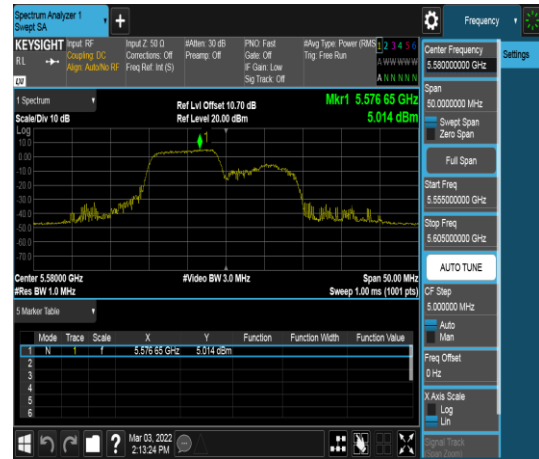 Spectrum Analyzer 1
Swept SA
+
Frequency
KEYSIGHT
Input: RF
Input Z: 50 Ω
#Atten: 30 dB
PNO: Fast
#Avg Type: Power (RMS
1 2 3 4 5 6
RL
Coupling: DC
Corrections: Off
Preamp: Off
Gate: Off
Trig: Free Run
A WW WW W
Align: Auto/No RF
Freq Ref: Int (S)
IF Gain: Low
Sig Track: Off
A N N N N N
LXI
Center Frequency
5.580000000 GHz
Settings
Span
50.0000000 MHz
Swept Span
Zero Span
Full Span
Start Freq
5.555000000 GHz
Stop Freq
5.605000000 GHz
AUTO TUNE
CF Step
5.000000 MHz
Auto
Man
Freq Offset
0 Hz
X Axis Scale
Log
Lin
Signal Track
(Span Zoom)
1 Spectrum
Ref Lvl Offset 10.70 dB
Mkr1 5.576 65 GHz
Scale/Div 10 dB
Ref Level 20.00 dBm
5.014 dBm
Log
1
10.0
0.00
-10.0
-20.0
-30.0
-40.0
-50.0
-60.0
-70.0
Center 5.58000 GHz
#Video BW 3.0 MHz
Span 50.00 MHz
#Res BW 1.0 MHz
Sweep 1.00 ms (1001 pts)
5 Marker Table
Mode Trace Scale X Y Function Function Width Function Value
1 N 1 f 5.576 65 GHz 5.014 dBm
2
3
4
5
6
?
Mar 03, 2022
2:13:24 PM